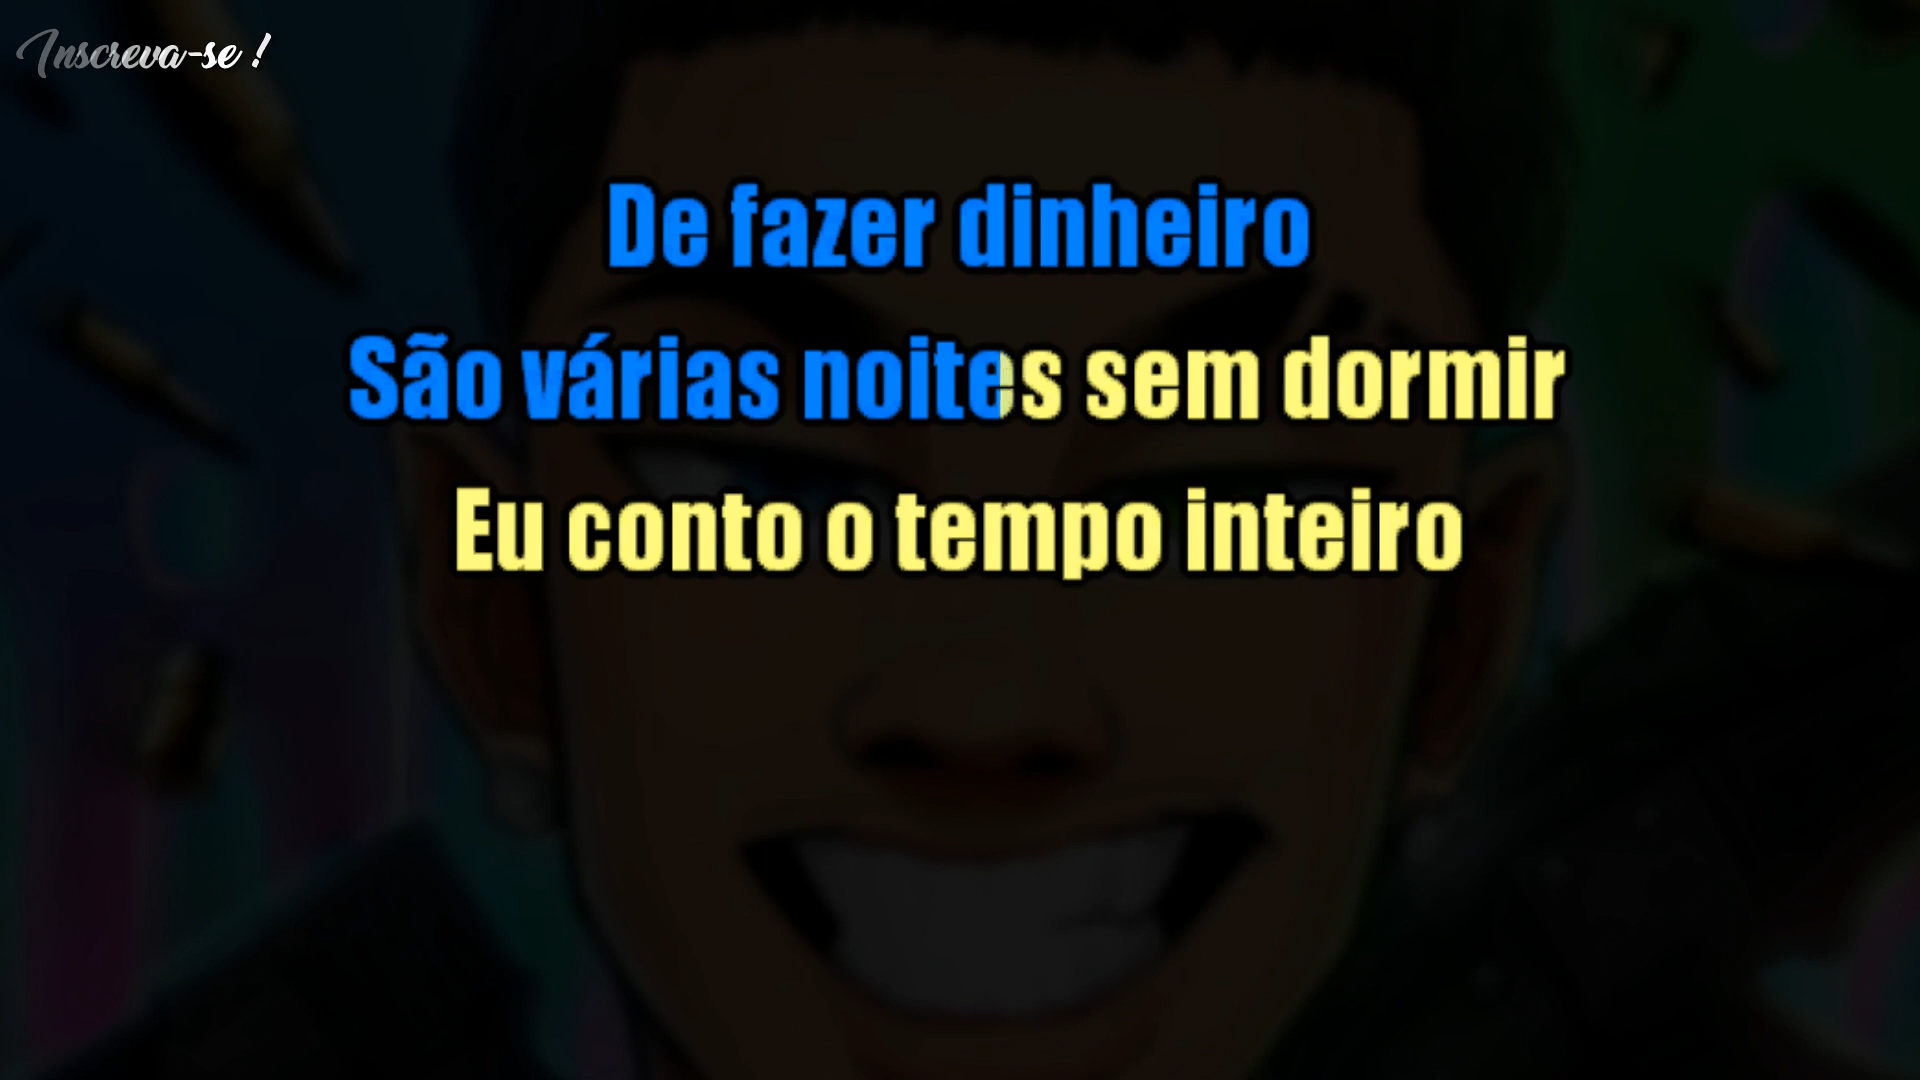 Inscreva-se !
De fazer dinheiro
São várias noites sem dormir
Eu conto o tempo inteiro